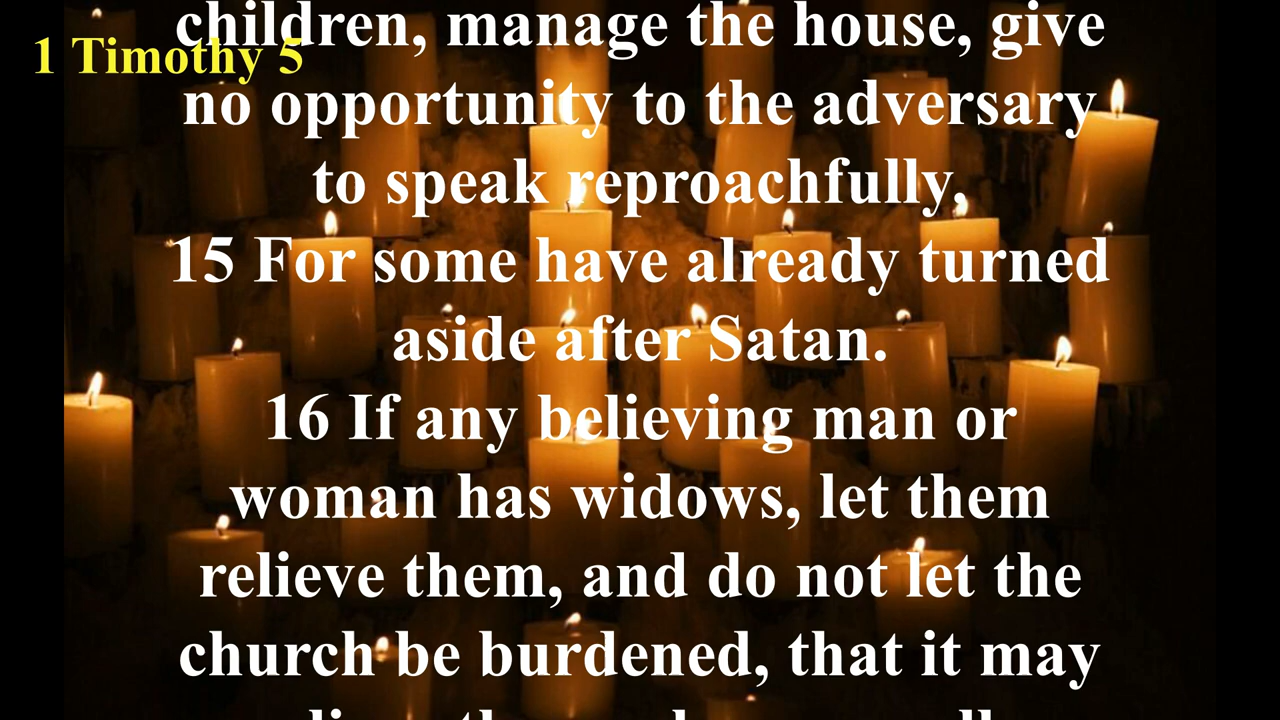 children, manage the house, give
1 Timothy 5
no opportunity to the adversary
to speak reproachfully,
15 For some have already turned
aside after Satan.
16 If any believing man or
woman has widows, let them
relieve them, and do not let the
church be burdened, that it may